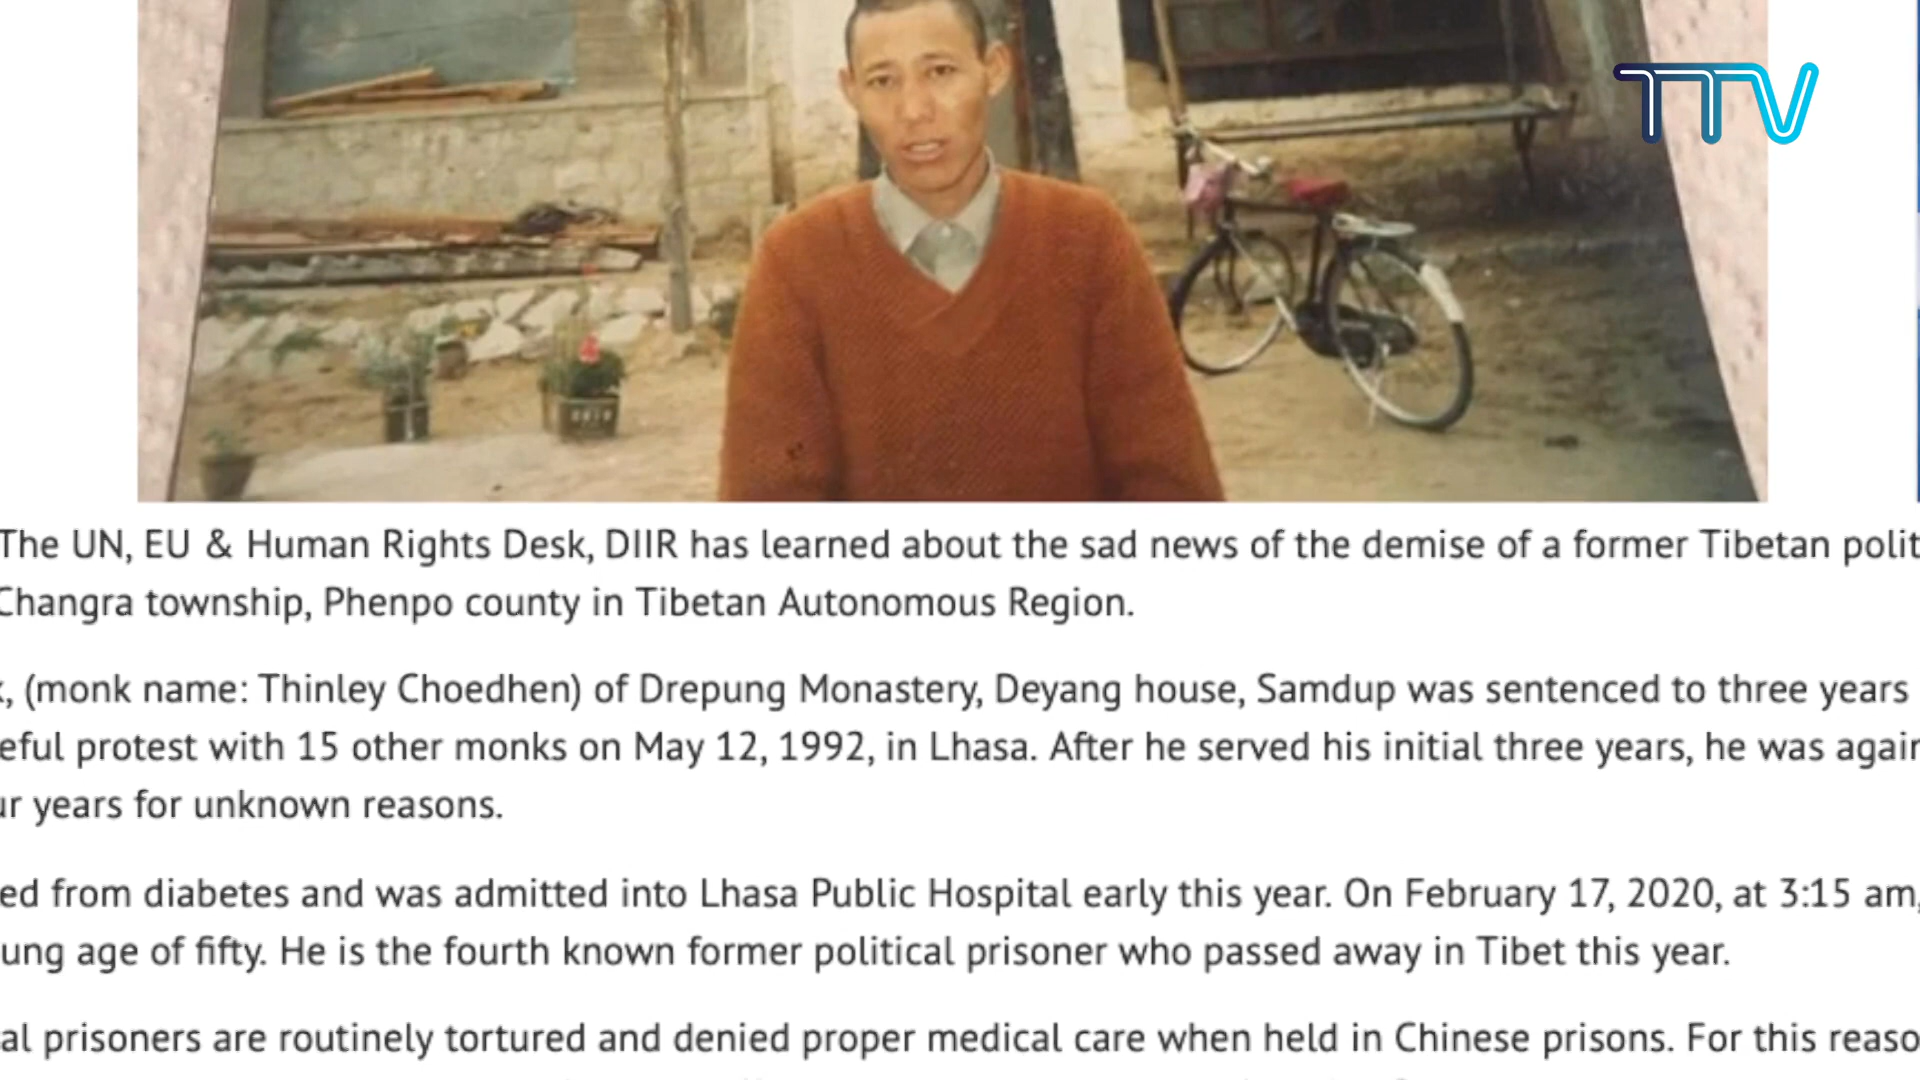 TTV
The UN, EU & Human Rights Desk, DIIR has learned about the sad news of the demise of a former Tibetan polit
Changra township, Phenpo county in Tibetan Autonomous Region.
(monk name: Thinley Choedhen) of Drepung Monastery, Deyang house, Samdup was sentenced to three years
eful protest with 15 other monks on May 12, 1992, in Lhasa. After he served his initial three years, he was again
ur years for unknown reasons.
ed from diabetes and was admitted into Lhasa Public Hospital early this year. On February 17, 2020, at 3:15 am,
ung age of fifty. He is the fourth known former political prisoner who passed away in Tibet this year.
al prisoners are routinely tortured and denied proper medical care when held in Chinese prisons. For this reaso